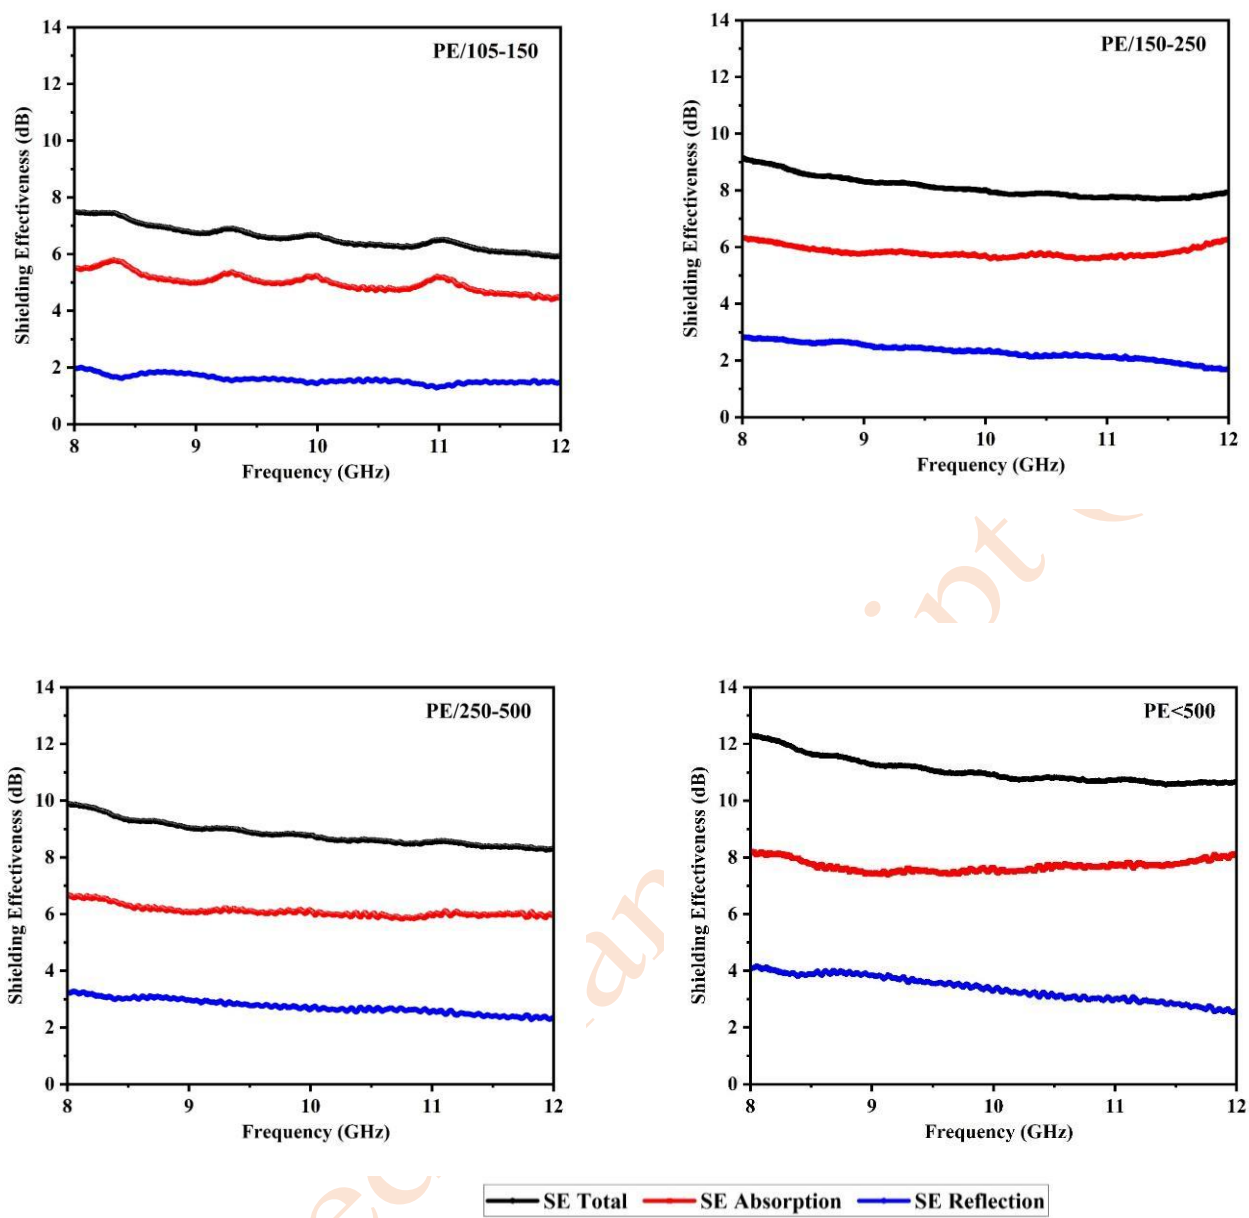 PE/105-150
14
12
10
8
6
4
2
0
Shielding Effectiveness (dB)
8 9 10 11 12
Frequency (GHz)
PE/150-250
14
12
10
8
6
4
2
0
Shielding Effectiveness (dB)
8 9 10 11 12
Frequency (GHz)
PE/250-500
14
12
10
8
6
4
2
0
Shielding Effectiveness (dB)
8 9 10 11 12
Frequency (GHz)
PE<500
14
12
10
8
6
4
2
0
Shielding Effectiveness (dB)
8 9 10 11 12
Frequency (GHz)
SE Total SE Absorption SE Reflection